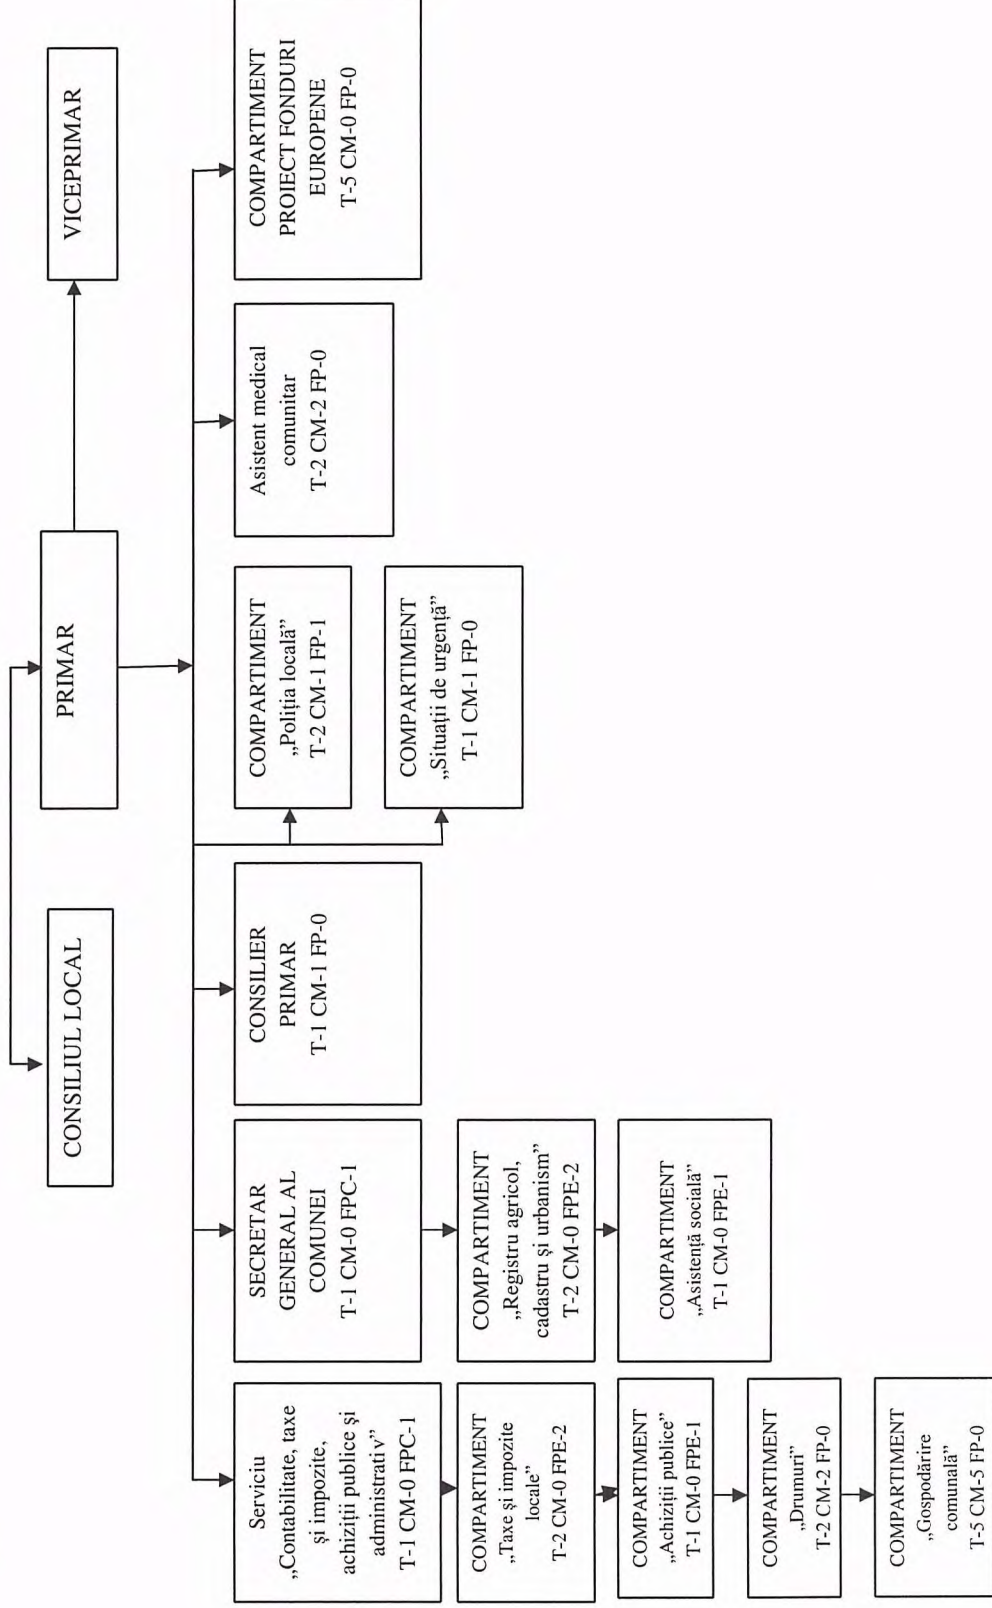 CONSILIUL LOCAL
PRIMAR
VICEPRIMAR
Serviciu
„Contabilitate, taxe
și impozite,
achiziții publice și
administrativ”
T-1 CM-0 FPC-1
SECRETAR
GENERAL AL
COMUNEI
T-1 CM-0 FPC-1
CONSILIER
PRIMAR
T-1 CM-1 FP-0
COMPARTIMENT
„Poliția locală”
T-2 CM-1 FP-1
Asistent medical
comunitar
T-2 CM-2 FP-0
COMPARTIMENT
PROIECT FONDURI
EUROPENE
T-5 CM-0 FP-0
COMPARTIMENT
„Situații de urgență”
T-1 CM-1 FP-0
COMPARTIMENT
„Taxe și impozite
locale”
T-2 CM-0 FPE-2
COMPARTIMENT
„Registru agricol,
cadastru și urbanism”
T-2 CM-0 FPE-2
COMPARTIMENT
„Achiziții publice”
T-1 CM-0 FPE-1
COMPARTIMENT
„Asistență socială”
T-1 CM-0 FPE-1
COMPARTIMENT
„Drumuri”
T-2 CM-2 FP-0
COMPARTIMENT
„Gospodărire
comunală”
T-5 CM-5 FP-0